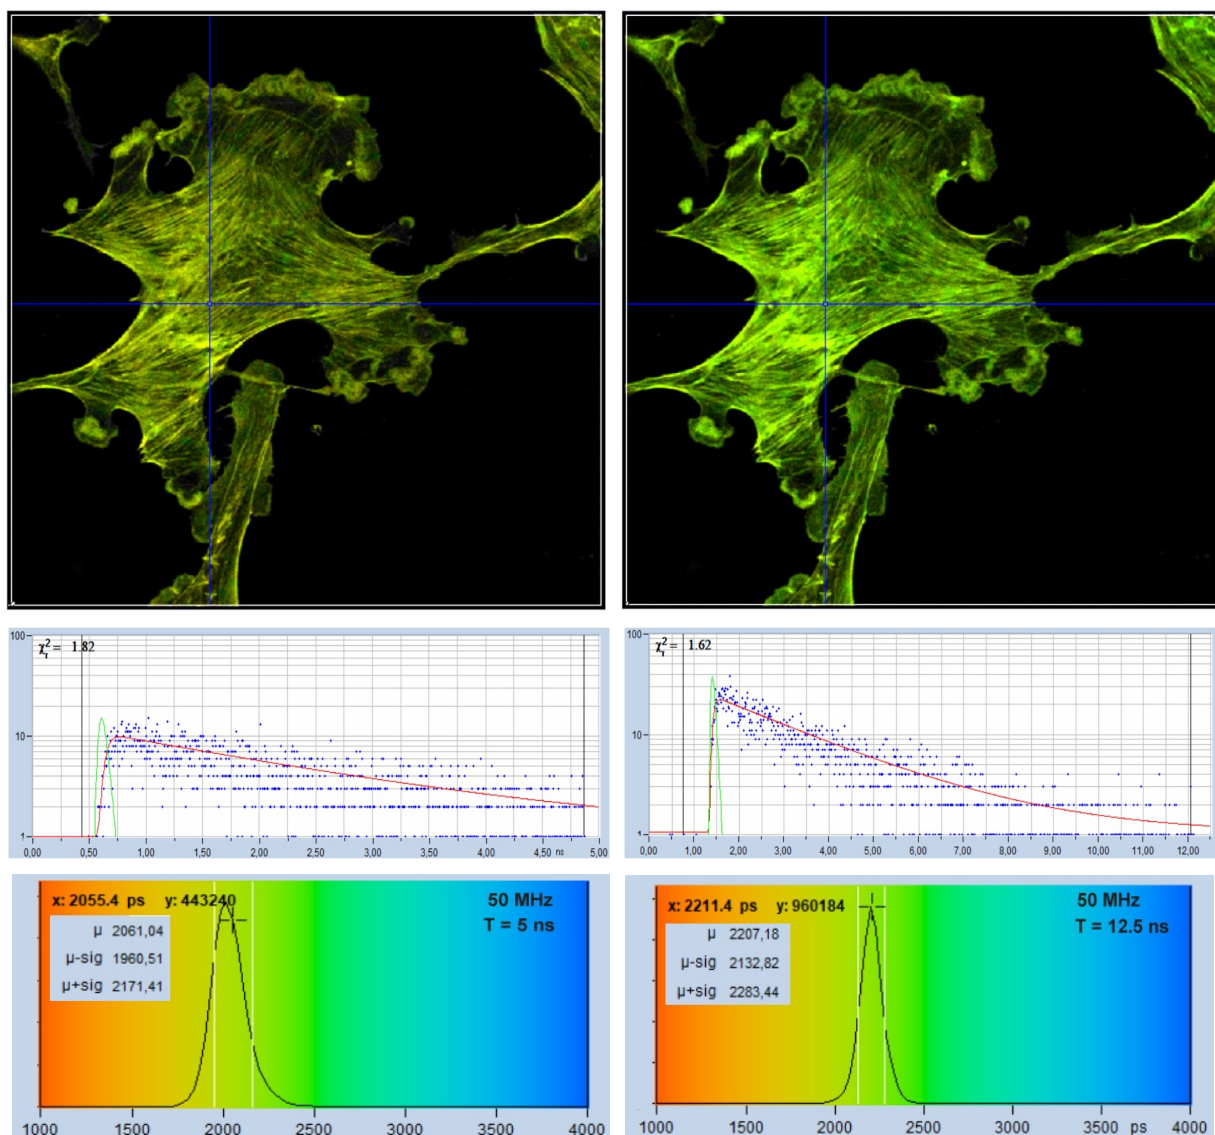 χ²r = 1.82
100
10
1
0,00 0,50 1,00 1,50 2,00 2,50 3,00 3,50 4,00 4,50 ns 5,00
χ²r = 1.62
100
10
1
0,00 1,00 2,00 3,00 4,00 5,00 6,00 7,00 8,00 9,00 10,00 11,00 12,00
x: 2055.4 ps y: 443240
50 MHz
T = 5 ns
μ 2061,04
μ-sig 1960,51
μ+sig 2171,41
1000 1500 2000 2500 3000 3500 4000
x: 2211.4 ps y: 960184
50 MHz
T = 12.5 ns
μ 2207,18
μ-sig 2132,82
μ+sig 2283,44
1000 1500 2000 2500 3000 3500 ps 4000